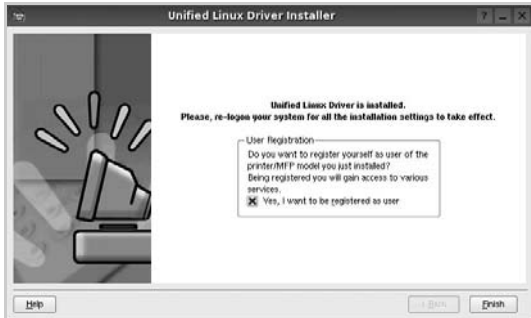 Unified Linux Driver Installer
Unified Linux Driver is installed.
Please, re-logon your system for all the installation settings to take effect.
User Registration
Do you want to register yourself as user of the
printer/MFP model you just installed?
Being registered you will gain access to various
services.
Yes, I want to be registered as user
Help
< Back
Finish